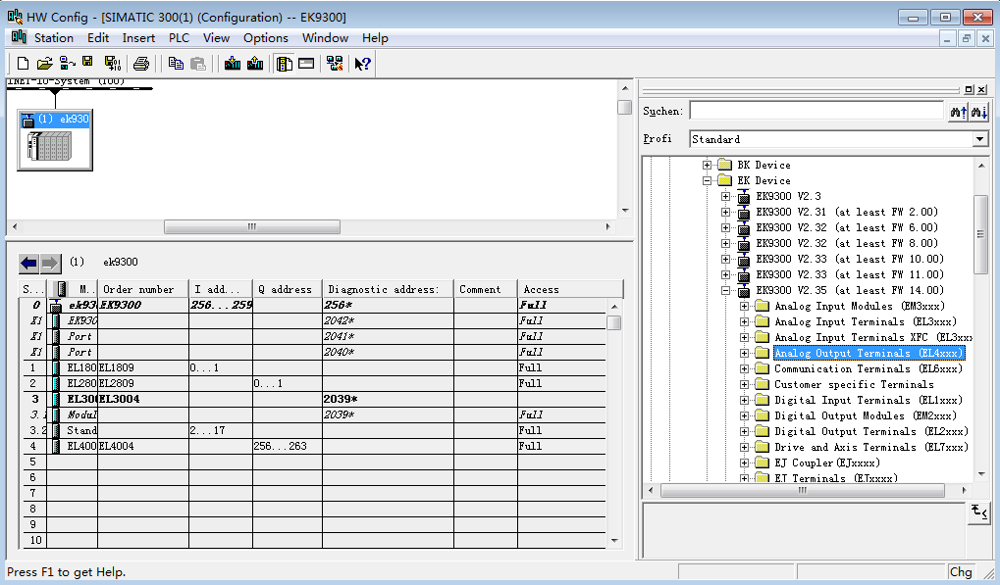 HW Config - [SIMATIC 300(1) (Configuration) -- EK9300]
Station Edit Insert PLC View Options Window Help
INET-IO-System (100)
(1) ek930
Suchen:
Profi Standard
BK Device
EK Device
EK9300 V2.3
EK9300 V2.31 (at least FW 2.00)
EK9300 V2.32 (at least FW 6.00)
EK9300 V2.32 (at least FW 8.00)
EK9300 V2.33 (at least FW 10.00)
EK9300 V2.33 (at least FW 11.00)
EK9300 V2.35 (at least FW 14.00)
Analog Input Modules (EM3xxx)
Analog Input Terminals (EL3xxx)
Analog Input Terminals XFC (EL3xxx
Analog Output Terminals (EL4xxx)
Communication Terminals (EL6xxx)
Customer specific Terminals
Digital Input Terminals (EL1xxx)
Digital Output Modules (EM2xxx)
Digital Output Terminals (EL2xxx)
Drive and Axis Terminals (EL7xxx)
EJ Coupler(EJxxxx)
EJ Terminals (EJxxxx)
(1) ek9300
S... M.. Order number I add... Q address Diagnostic address: Comment Access
0 ek93 EK9300 256...259 256* Full
X1 EK930 2042* Full
X1 Port 2041* Full
X1 Port 2040* Full
1 EL180 EL1809 0...1 Full
2 EL280 EL2809 0...1 Full
3 EL300 EL3004 2039*
3.1 Modul 2039* Full
3.2 Stand 2...17 Full
4 EL400 EL4004 256...263 Full
5
6
7
8
9
10
Press F1 to get Help.
Chg